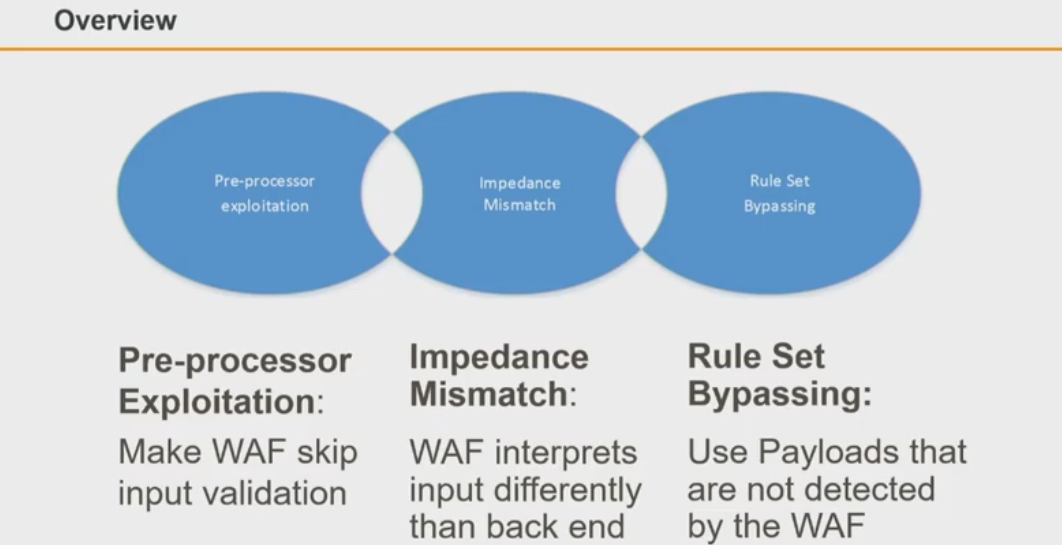 Overview
Pre-processor
exploitation
Impedance
Mismatch
Rule Set
Bypassing
Pre-processor
Exploitation:
Make WAF skip
input validation
Impedance
Mismatch:
WAF interprets
input differently
than back end
Rule Set
Bypassing:
Use Payloads that
are not detected
by the WAF